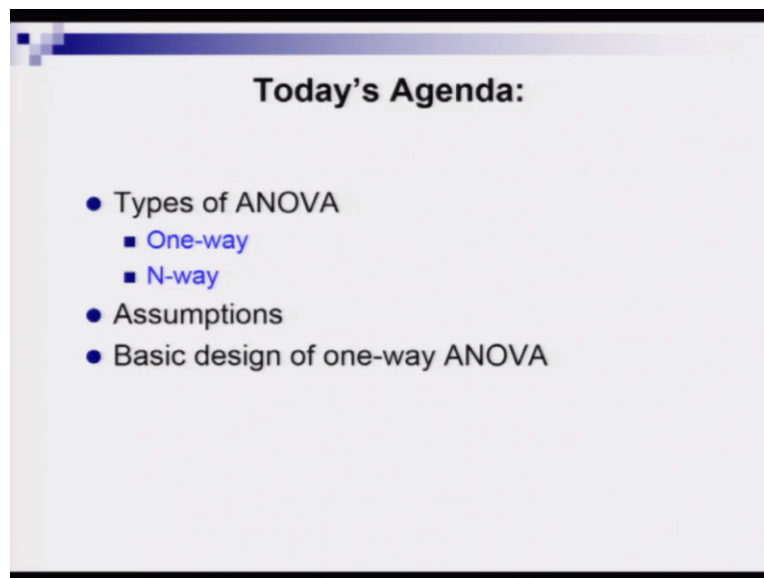 Today's Agenda:
Types of ANOVA
One-way
N-way
Assumptions
Basic design of one-way ANOVA